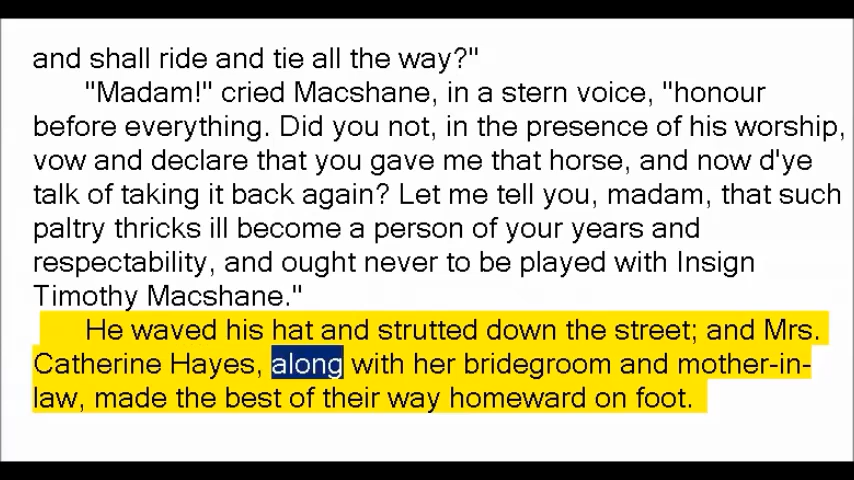 and shall ride and tie all the way?"
"Madam!" cried Macshane, in a stern voice, "honour
before everything. Did you not, in the presence of his worship,
vow and declare that you gave me that horse, and now d'ye
talk of taking it back again? Let me tell you, madam, that such
paltry thricks ill become a person of your years and
respectability, and ought never to be played with Insign
Timothy Macshane."
He waved his hat and strutted down the street; and Mrs.
Catherine Hayes, along with her bridegroom and mother-in-
law, made the best of their way homeward on foot.